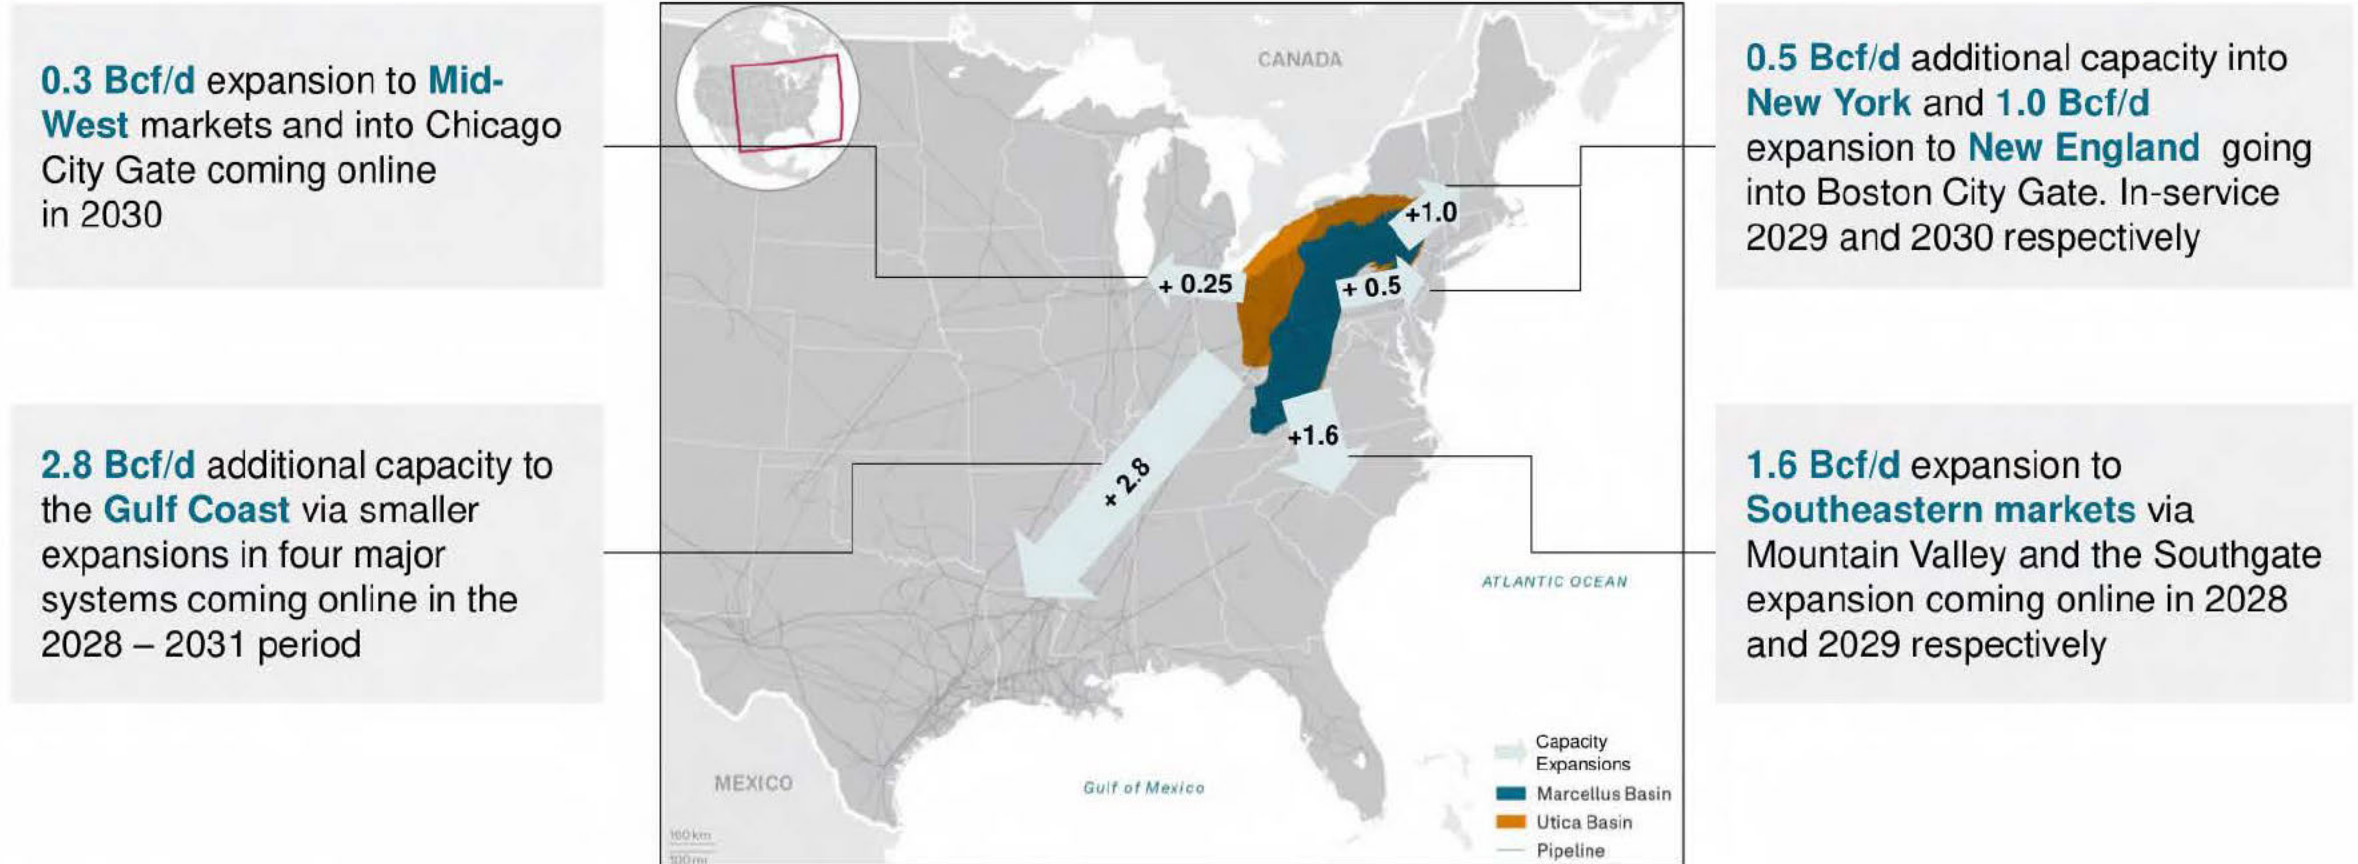 0.3 Bcf/d expansion to Mid-
West markets and into Chicago
City Gate coming online
in 2030
2.8 Bcf/d additional capacity to
the Gulf Coast via smaller
expansions in four major
systems coming online in the
2028 – 2031 period
CANADA
+1.0
+ 0.25
+ 0.5
+1.6
+ 2.8
ATLANTIC OCEAN
MEXICO
Gulf of Mexico
160 km
100 mi
Capacity
Expansions
Marcellus Basin
Utica Basin
Pipeline
0.5 Bcf/d additional capacity into
New York and 1.0 Bcf/d
expansion to New England going
into Boston City Gate. In-service
2029 and 2030 respectively
1.6 Bcf/d expansion to
Southeastern markets via
Mountain Valley and the Southgate
expansion coming online in 2028
and 2029 respectively